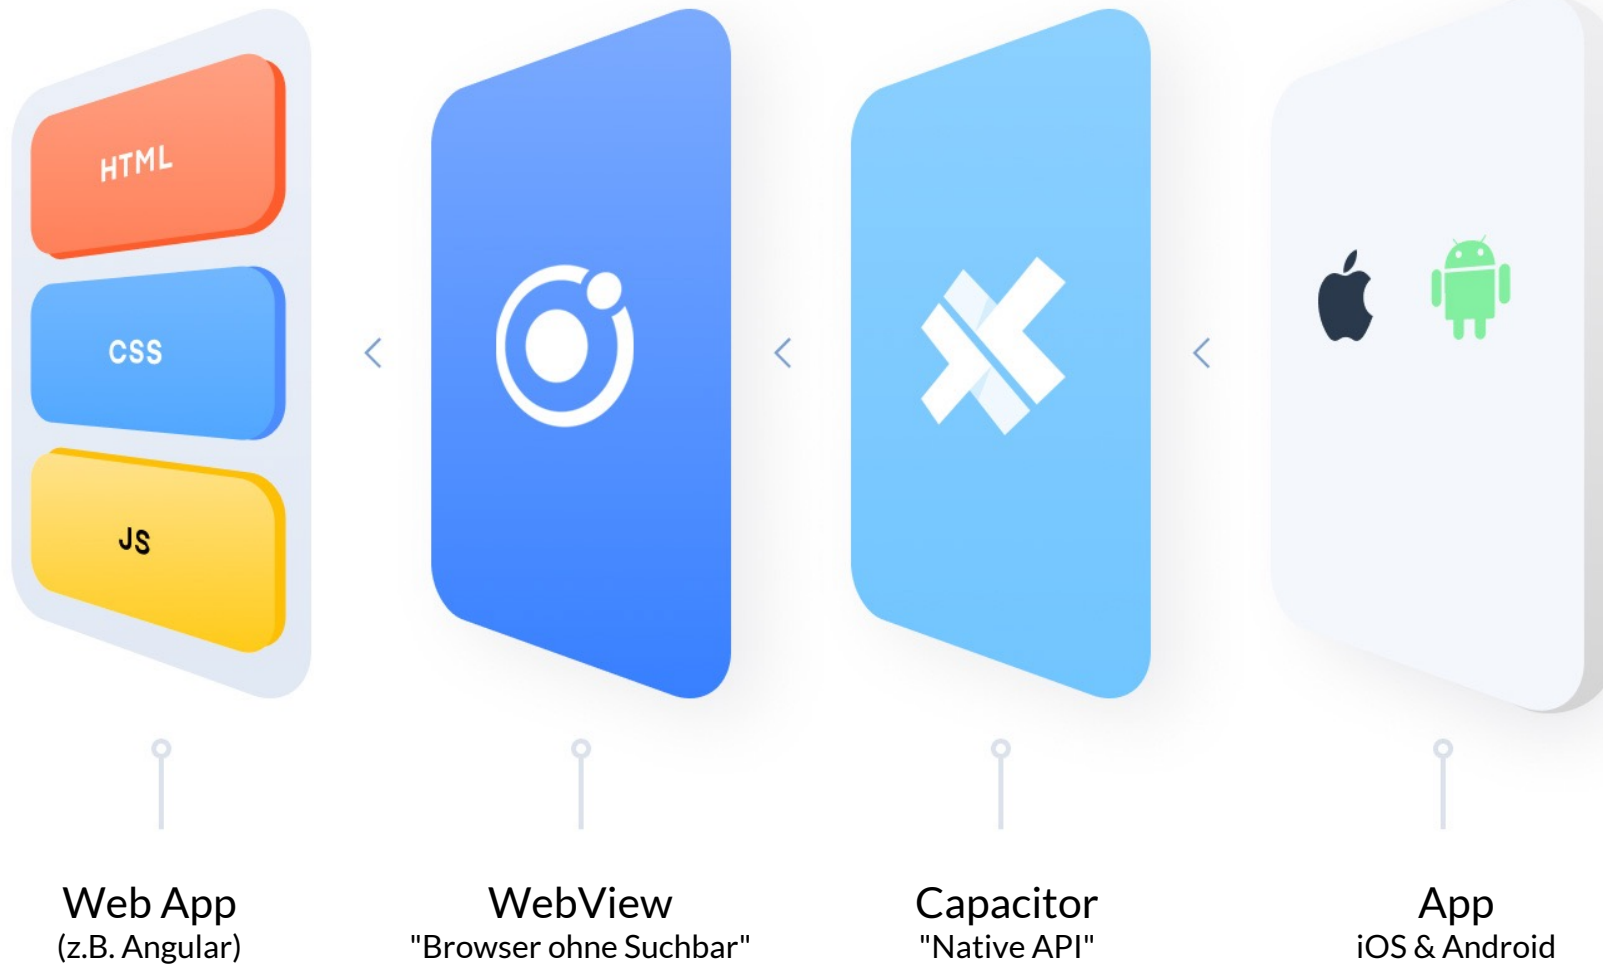 HTML
CSS
JS
Web App
(z.B. Angular)
WebView
"Browser ohne Suchbar"
Capacitor
"Native API"
App
iOS & Android